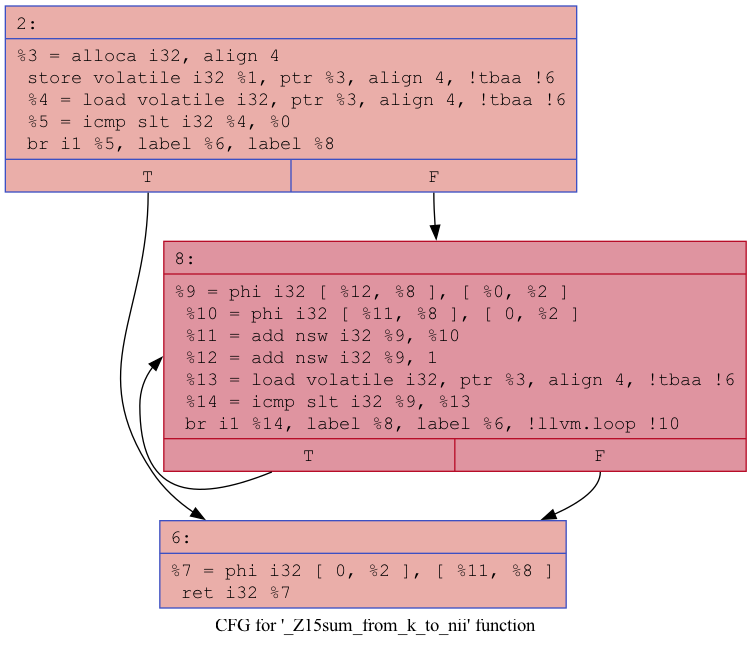 2:
%3 = alloca i32, align 4
store volatile i32 %1, ptr %3, align 4, !tbaa !6
%4 = load volatile i32, ptr %3, align 4, !tbaa !6
%5 = icmp slt i32 %4, %0
br i1 %5, label %6, label %8
T F
8:
%9 = phi i32 [ %12, %8 ], [ %0, %2 ]
%10 = phi i32 [ %11, %8 ], [ 0, %2 ]
%11 = add nsw i32 %9, %10
%12 = add nsw i32 %9, 1
%13 = load volatile i32, ptr %3, align 4, !tbaa !6
%14 = icmp slt i32 %9, %13
br i1 %14, label %8, label %6, !llvm.loop !10
T F
6:
%7 = phi i32 [ 0, %2 ], [ %11, %8 ]
ret i32 %7
CFG for '_Z15sum_from_k_to_nii' function